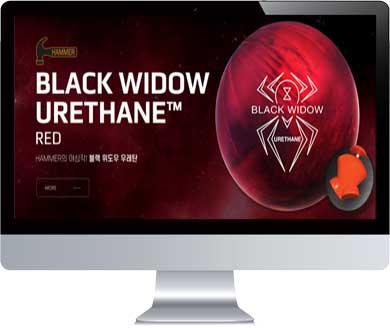 HAMMER
BLACK WIDOW
URETHANE™
RED
HAMMER의 야심작! 블랙 위도우 우레탄
MORE
BLACK WIDOW
URETHANE